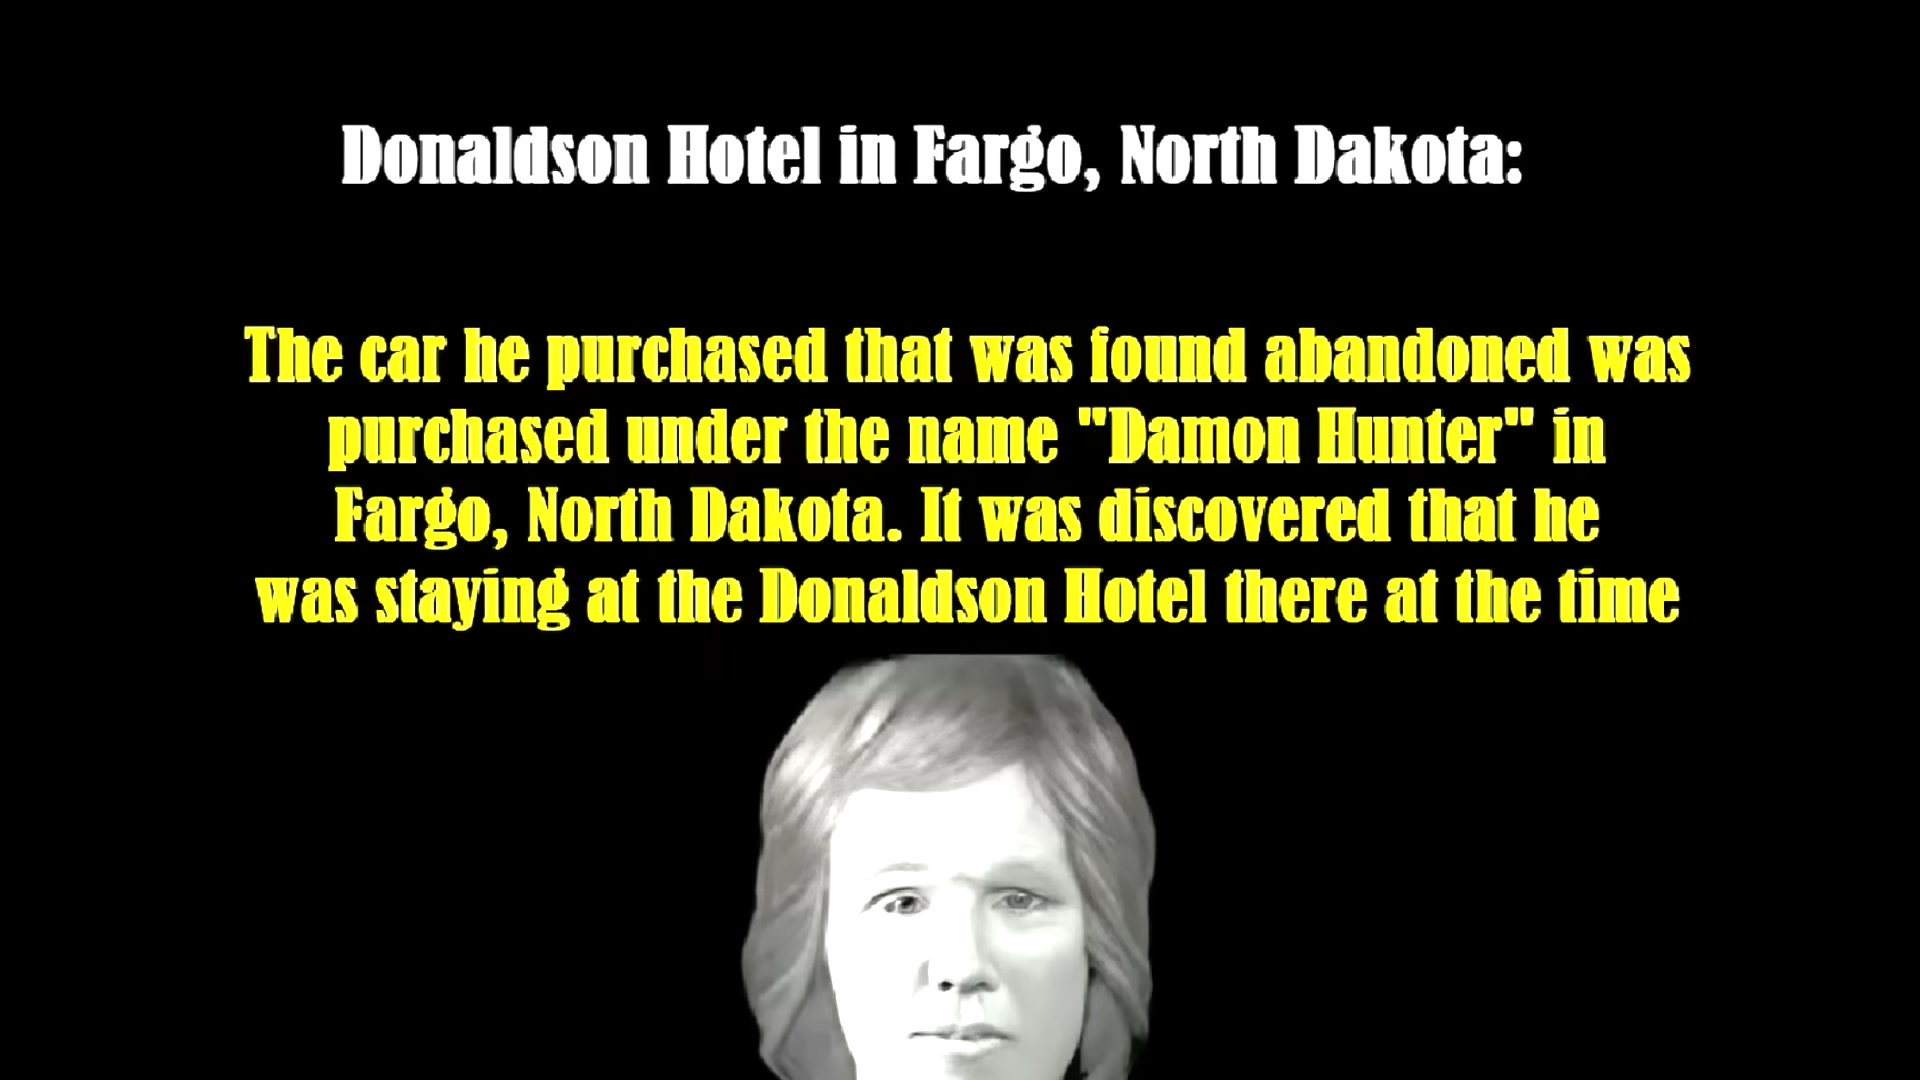 Donaldson Hotel in Fargo, North Dakota:
The car he purchased that was found abandoned was
purchased under the name "Damon Hunter" in
Fargo, North Dakota. It was discovered that he
was staying at the Donaldson Hotel there at the time